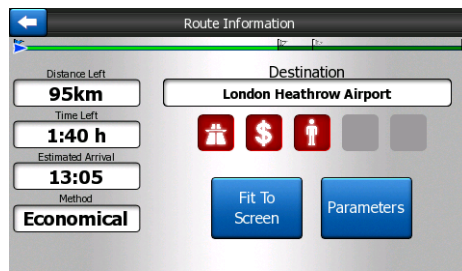 Route Information
Distance Left
95km
Time Left
1:40 h
Estimated Arrival
13:05
Method
Economical
Destination
London Heathrow Airport
$
Fit To
Screen
Parameters